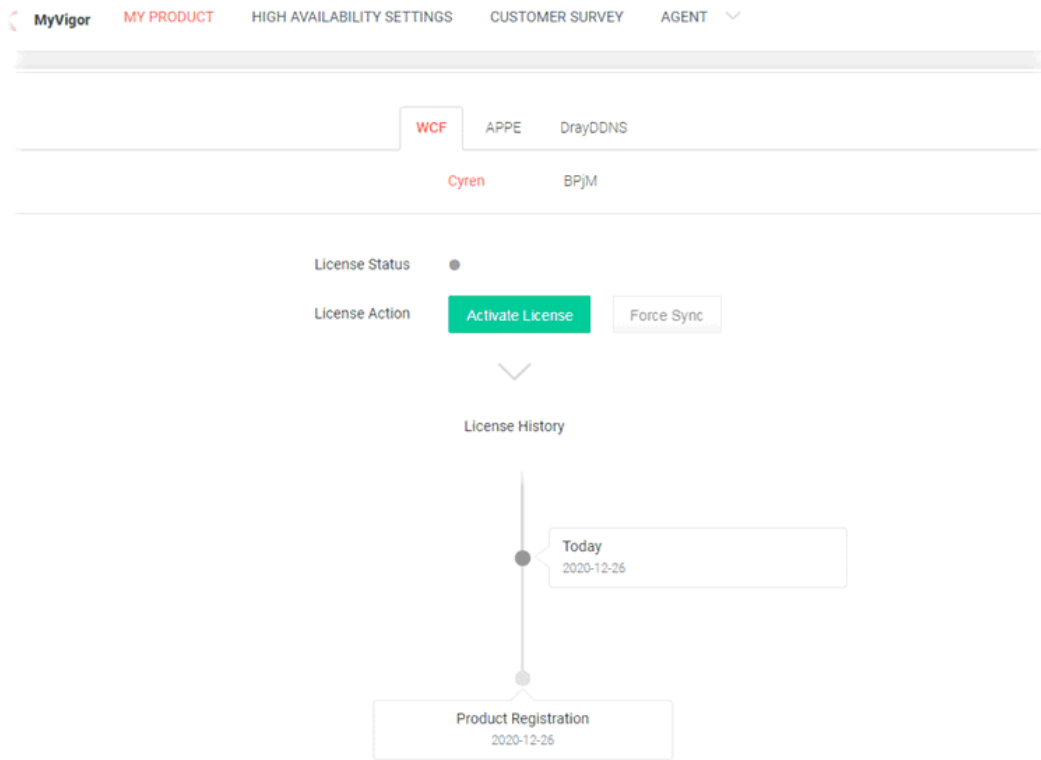 MyVigor MY PRODUCT HIGH AVAILABILITY SETTINGS CUSTOMER SURVEY AGENT
WCF APPE DrayDDNS
Cyren BPjM
License Status
License Action Activate License Force Sync
License History
Today
2020-12-26
Product Registration
2020-12-26